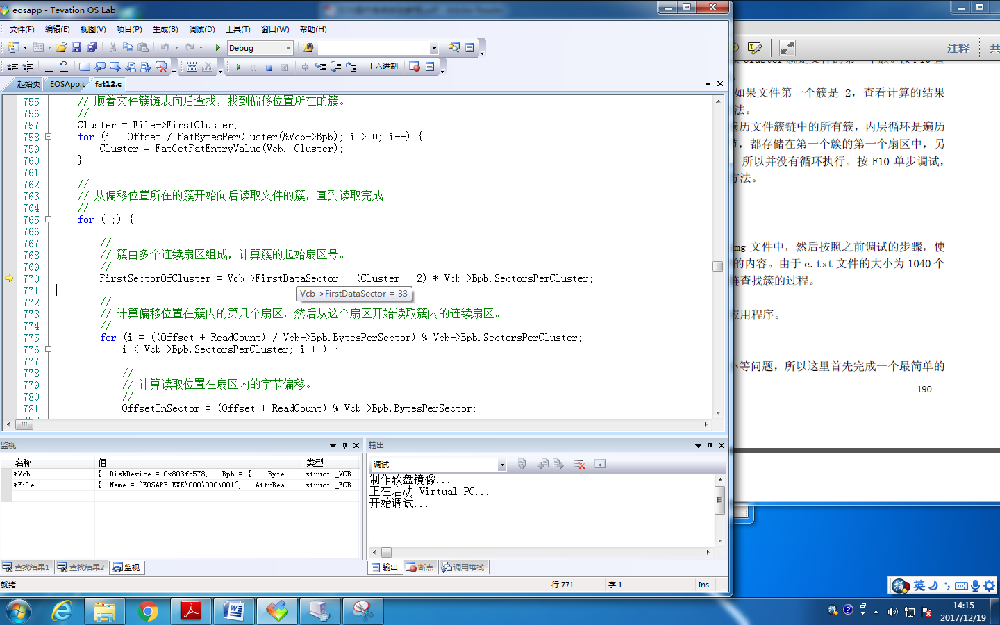 eosapp - Tevation OS Lab
文件(F) 编辑(E) 视图(V) 项目(P) 生成(B) 调试(D) 工具(T) 窗口(W) 帮助(H)
Debug
十六进制
起始页 EOSApp.c fat12.c
755 // 顺着文件簇链表向后查找，找到偏移位置所在的簇。
756 //
757 Cluster = File->FirstCluster;
758 for (i = Offset / FatBytesPerCluster(&Vcb->Bpb); i > 0; i--) {
759 Cluster = FatGetFatEntryValue(Vcb, Cluster);
760 }
761
762 //
763 // 从偏移位置所在的簇开始向后读取文件的簇，直到读取完成。
764 //
765 for (;;) {
766
767 //
768 // 簇由多个连续扇区组成，计算簇的起始扇区号。
769 //
770 FirstSectorOfCluster = Vcb->FirstDataSector + (Cluster - 2) * Vcb->Bpb.SectorsPerCluster;
771
Vcb->FirstDataSector = 33
772 //
773 // 计算偏移位置在簇内的第几个扇区，然后从这个扇区开始读取簇内的连续扇区。
774 //
775 for (i = ((Offset + ReadCount) / Vcb->Bpb.BytesPerSector) % Vcb->Bpb.SectorsPerCluster;
776 i < Vcb->Bpb.SectorsPerCluster; i++ ) {
777
778 //
779 // 计算读取位置在扇区内的字节偏移。
780 //
781 OffsetInSector = (Offset + ReadCount) % Vcb->Bpb.BytesPerSector;
监视
名称 值 类型
*Vcb { DiskDevice = 0x803fc578, Bpb = { Byte... struct _VCB
*File { Name = "EOSAPP.EXE\000\000\001", AttrRea... struct _FCB
查找结果1 查找结果2 监视
输出
调试
制作软盘镜像...
正在启动 Virtual PC...
开始调试...
输出 断点 调用堆栈
就绪 行 771 字 1 Ins
注释 共
如果文件第一个簇是 2，查看计算的结果
法。
遍历文件簇链中的所有簇，内层循环是遍历
节，都存储在第一个簇的第一个扇区中，另
所以并没有循环执行。按 F10 单步调试，
方法。
mg 文件中，然后按照之前调试的步骤，使
的内容。由于 c.txt 文件的大小为 1040 个
链查找簇的过程。
应用程序。
小等问题，所以这里首先完成一个最简单的
190
英
14:15
2017/12/19